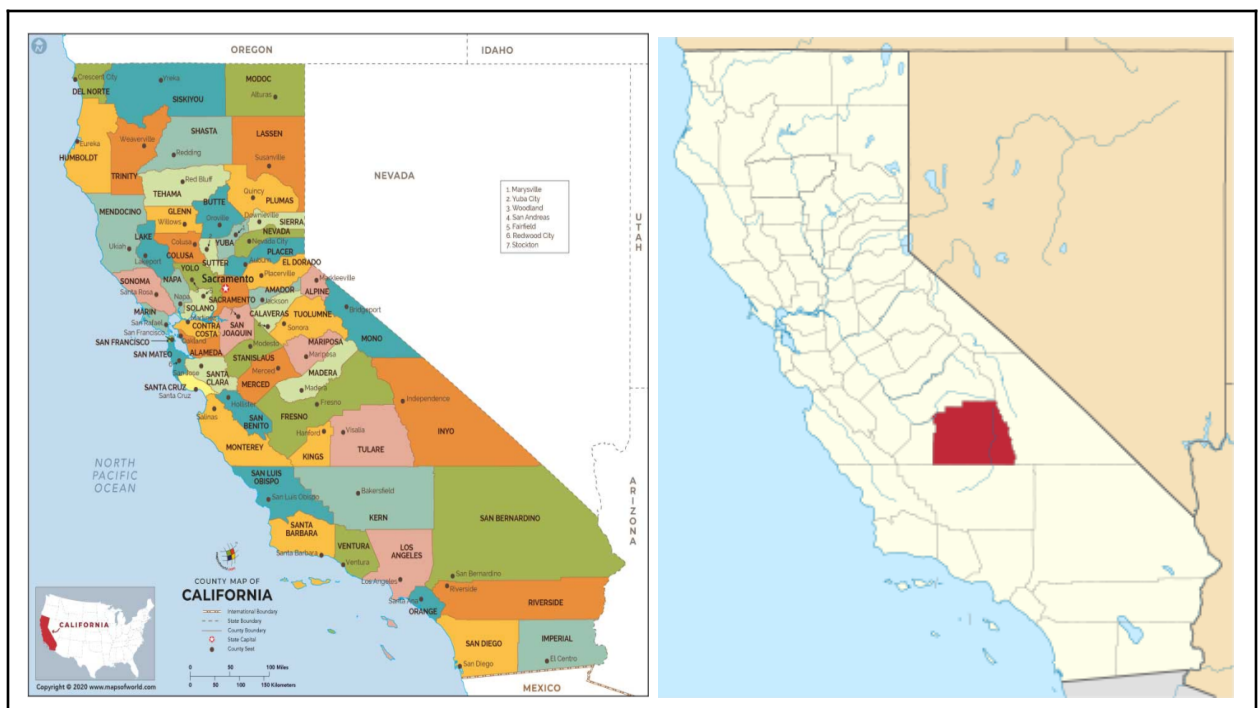 OREGON
IDAHO
Crescent City
DEL NORTE
Yreka
SISKIYOU
MODOC
Alturas
Eureka
HUMBOLDT
Weaverville
TRINITY
SHASTA
Redding
LASSEN
Susanville
NEVADA
TEHAMA
Red Bluff
Quincy
PLUMAS
1. Marysville
2. Yuba City
3. Woodland
4. San Andreas
5. Fairfield
6. Redwood City
7. Stockton
MENDOCINO
GLENN
Willows
BUTTE
Oroville
Downieville
SIERRA
UTAH
Ukiah
LAKE
Lakeport
Colusa
COLUSA
YUBA
SUTTER
NEVADA
Nevada City
PLACER
Auburn
SONOMA
Santa Rosa
NAPA
Napa
YOLO
Sacramento
EL DORADO
Placerville
Markleeville
ALPINE
AMADOR
Jackson
SACRAMENTO
SOLANO
MARIN
San Rafael
Martinez
CONTRA COSTA
SAN JOAQUIN
CALAVERAS
4
TUOLUMNE
Sonora
Bridgeport
MONO
San Francisco
SAN FRANCISCO
Oakland
ALAMEDA
Modesto
STANISLAUS
MARIPOSA
Mariposa
SAN MATEO
6
San Jose
SANTA CLARA
Merced
MERCED
MADERA
Madera
SANTA CRUZ
Santa Cruz
Hollister
SAN BENITO
Salinas
Fresno
FRESNO
Independence
INYO
MONTEREY
Hanford
KINGS
Visalia
TULARE
NORTH
PACIFIC
OCEAN
SAN LUIS
OBISPO
San Luis Obispo
Bakersfield
KERN
SAN BERNARDINO
ARIZONA
SANTA
BARBARA
Santa Barbara
VENTURA
Ventura
LOS
ANGELES
Los Angeles
San Bernardino
Riverside
RIVERSIDE
Santa Ana
ORANGE
SAN DIEGO
San Diego
IMPERIAL
El Centro
MEXICO
COUNTY MAP OF
CALIFORNIA
International Boundary
State Boundary
County Boundary
State Capital
County Seat
0 50 100 Miles
0 50 100 150 Kilometers
CALIFORNIA
Copyright © 2020 www.mapsofworld.com